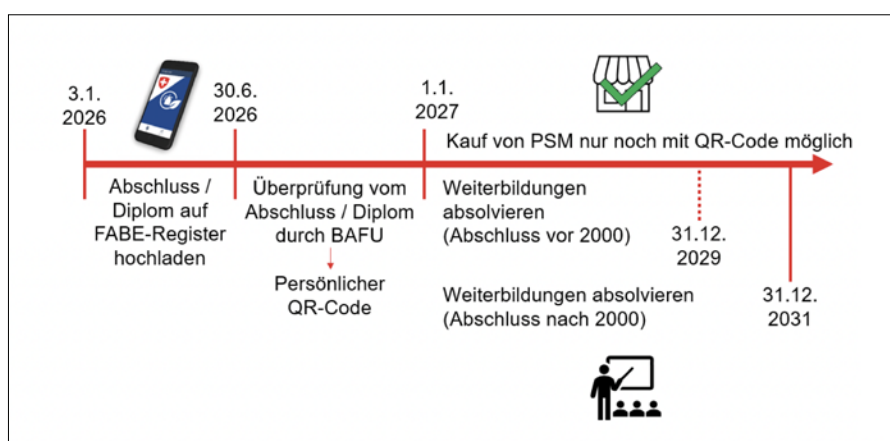 3.1.
2026
30.6.
2026
1.1.
2027
Kauf von PSM nur noch mit QR-Code möglich
Abschluss /
Diplom auf
FABE-Register
hochladen
Überprüfung vom
Abschluss / Diplom
durch BAFU
Persönlicher
QR-Code
Weiterbildungen
absolvieren
(Abschluss vor 2000)
31.12.
2029
Weiterbildungen absolvieren
(Abschluss nach 2000)
31.12.
2031